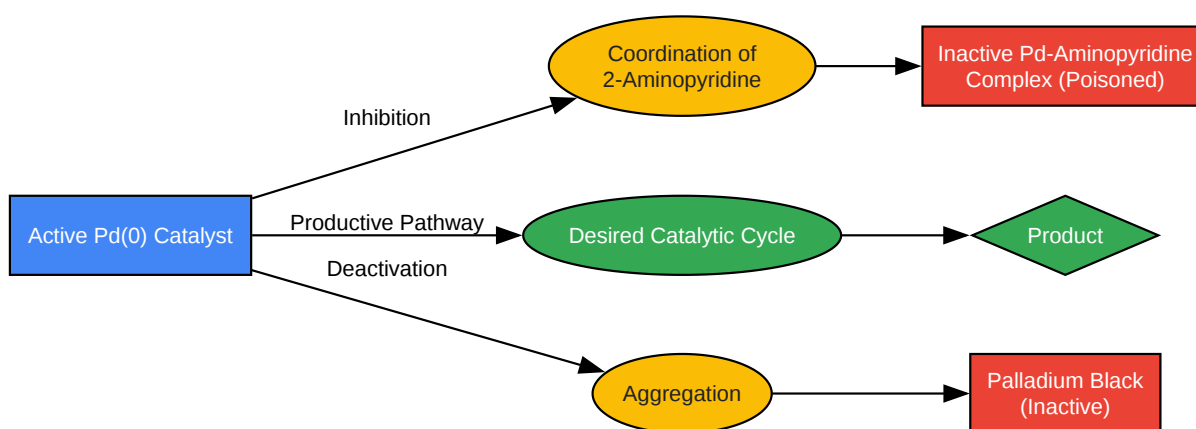 Coordination of
2-Aminopyridine
Inactive Pd-Aminopyridine
Complex (Poisoned)
Inhibition
Active Pd(0) Catalyst
Productive Pathway
Desired Catalytic Cycle
Product
Deactivation
Aggregation
Palladium Black
(Inactive)